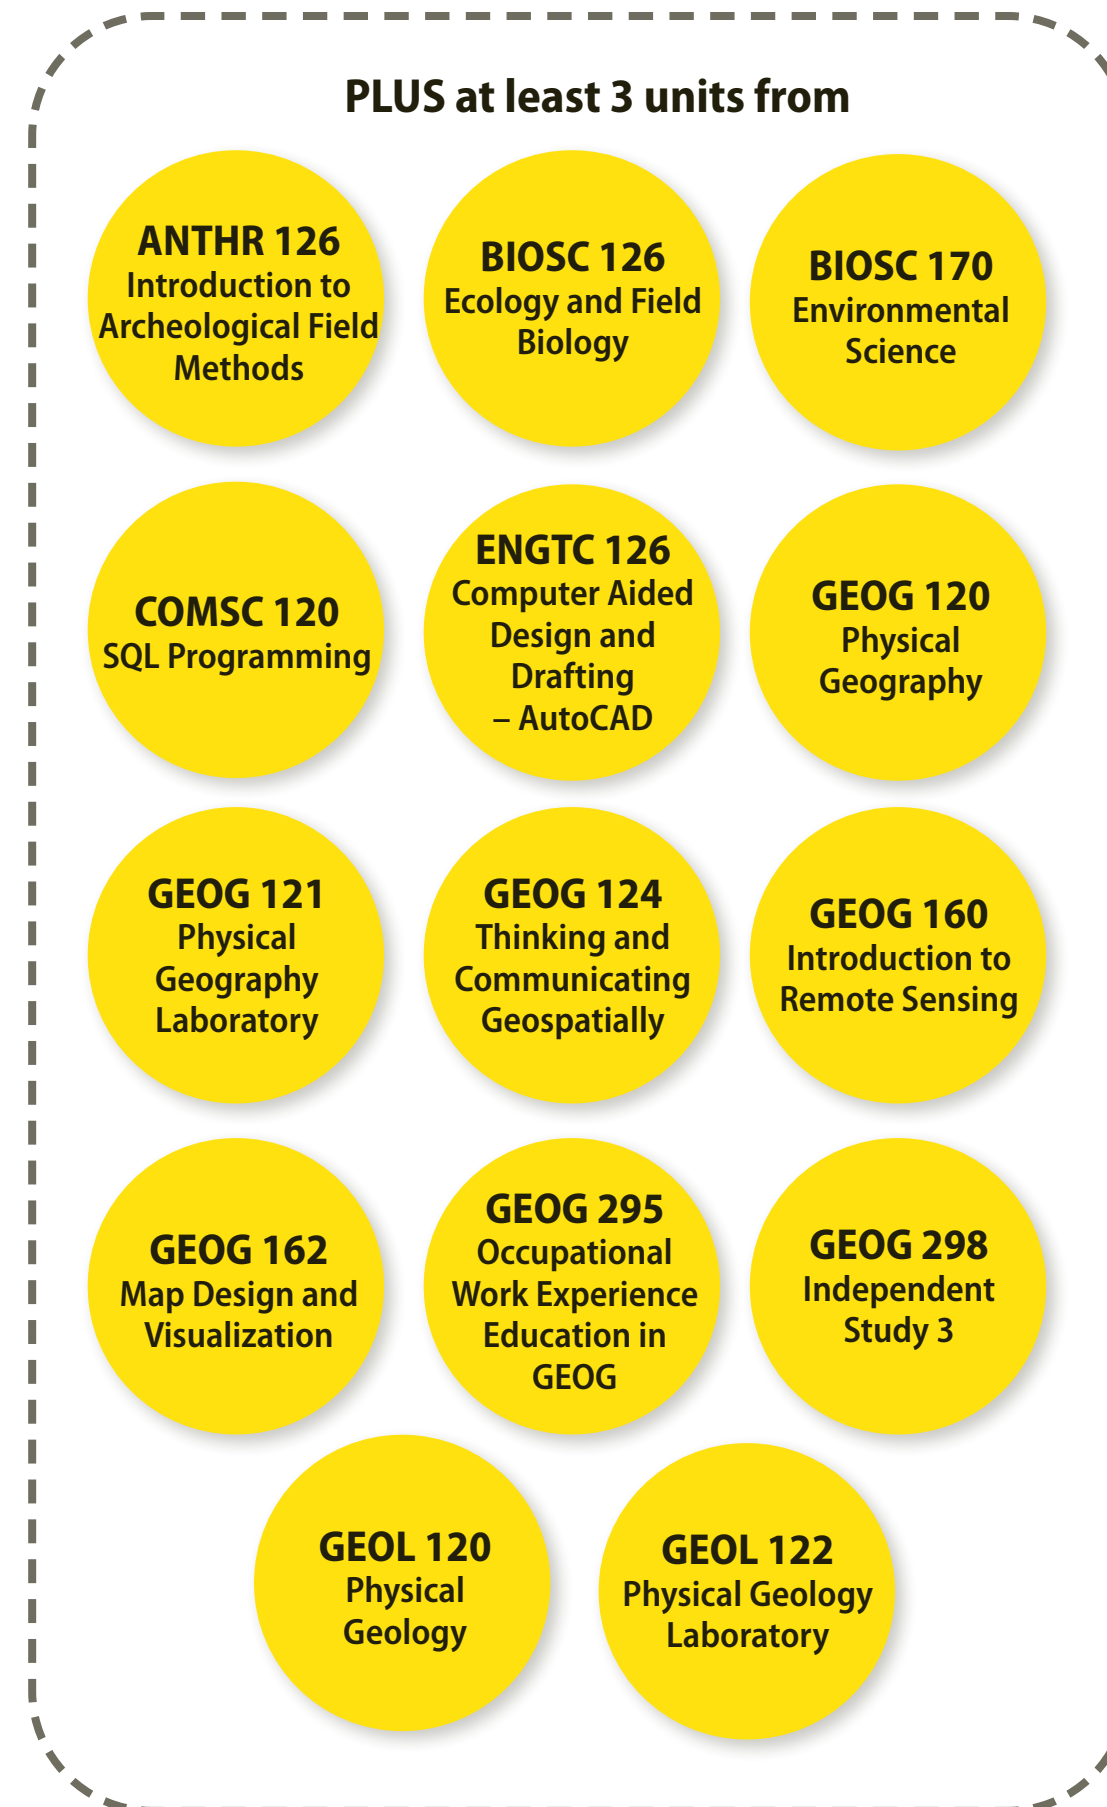 PLUS at least 3 units from
ANTHR 126
Introduction to
Archeological Field
Methods
BIOSC 126
Ecology and Field
Biology
BIOSC 170
Environmental
Science
COMSC 120
SQL Programming
ENGTC 126
Computer Aided
Design and
Drafting
– AutoCAD
GEOG 120
Physical
Geography
GEOG 121
Physical
Geography
Laboratory
GEOG 124
Thinking and
Communicating
Geospatially
GEOG 160
Introduction to
Remote Sensing
GEOG 162
Map Design and
Visualization
GEOG 295
Occupational
Work Experience
Education in
GEOG
GEOG 298
Independent
Study 3
GEOL 120
Physical
Geology
GEOL 122
Physical Geology
Laboratory